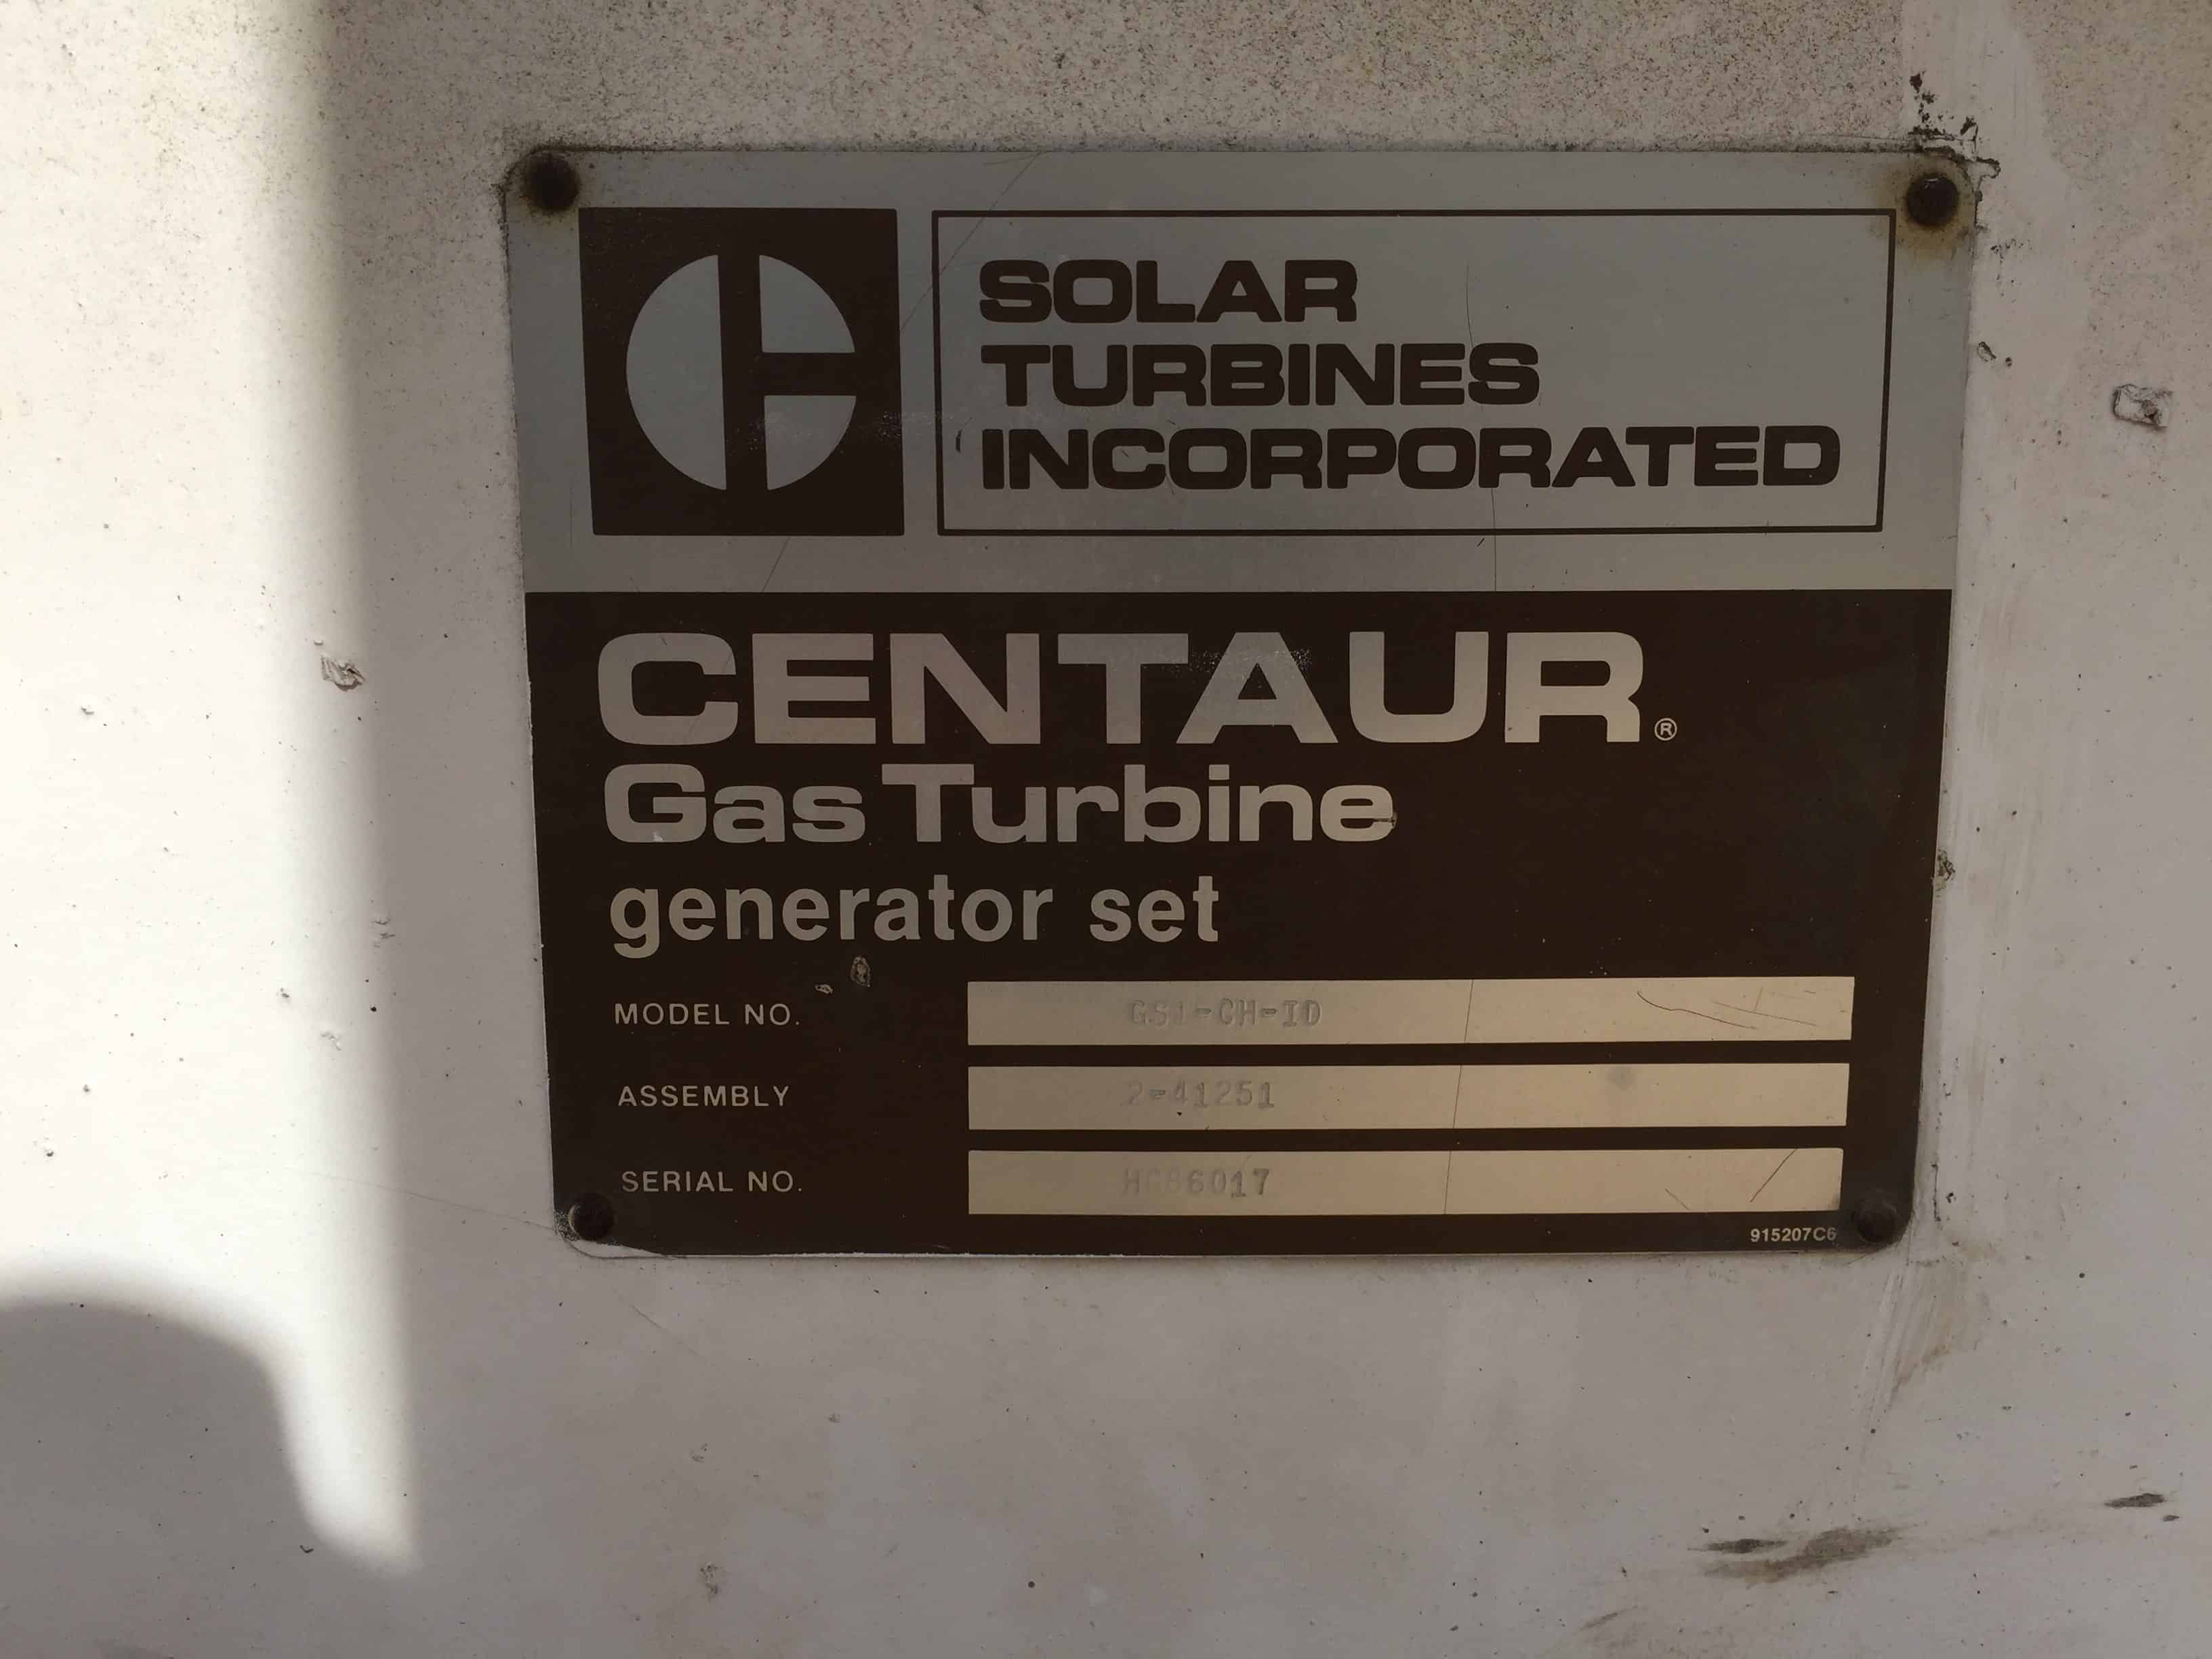 SOLAR
TURBINES
INCORPORATED
CENTAUR®
Gas Turbine
generator set
MODEL NO. GS1-CH-ID
ASSEMBLY 2-41251
SERIAL NO.
915207C6